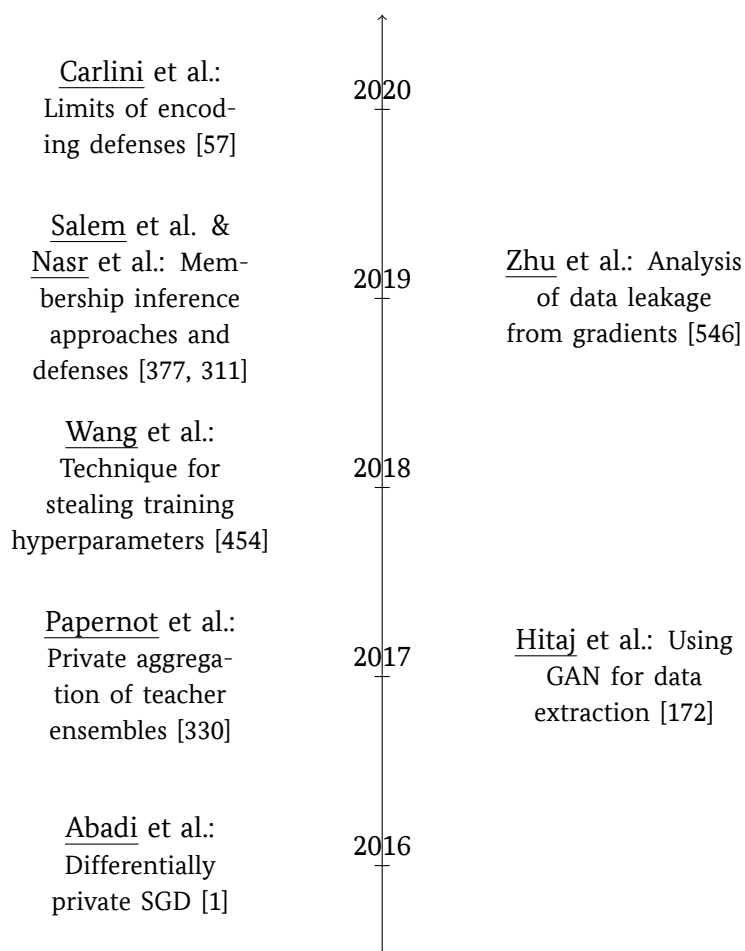 Carlini et al.:
Limits of encod-
ing defenses [57]
2020
Salem et al. &
Nasr et al.: Mem-
bership inference
approaches and
defenses [377, 311]
2019
Zhu et al.: Analysis
of data leakage
from gradients [546]
Wang et al.:
Technique for
stealing training
hyperparameters [454]
2018
Papernot et al.:
Private aggrega-
tion of teacher
ensembles [330]
2017
Hitaj et al.: Using
GAN for data
extraction [172]
Abadi et al.:
Differentially
private SGD [1]
2016